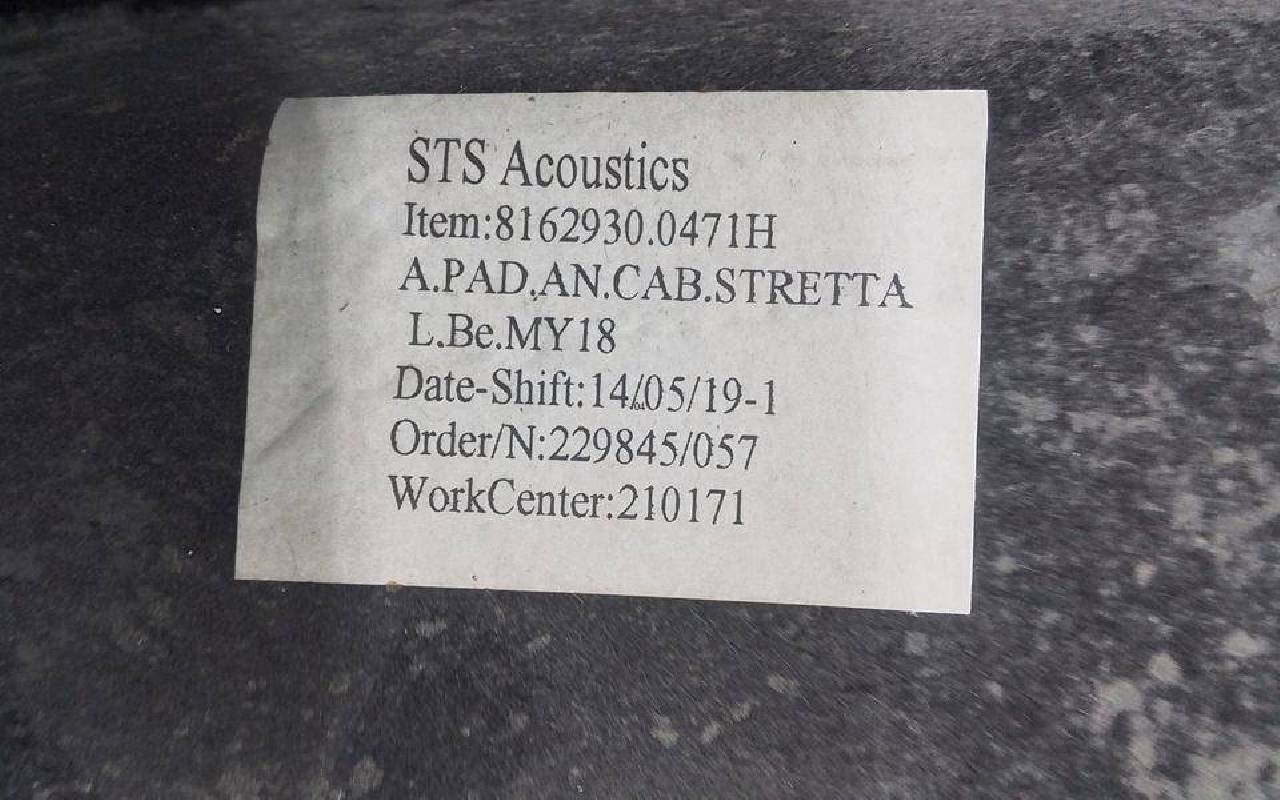 STS Acoustics
Item:8162930.0471H
A.PAD.AN.CAB.STRETTA
L.Be.MY18
Date-Shift:14/05/19-1
Order/N:229845/057
WorkCenter:210171